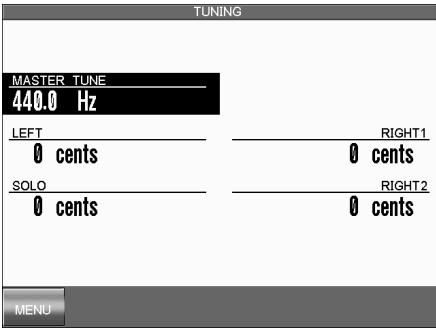 TUNING
MASTER TUNE
440.0 Hz
LEFT
RIGHT1
0 cents
0 cents
SOLO
RIGHT2
0 cents
0 cents
MENU